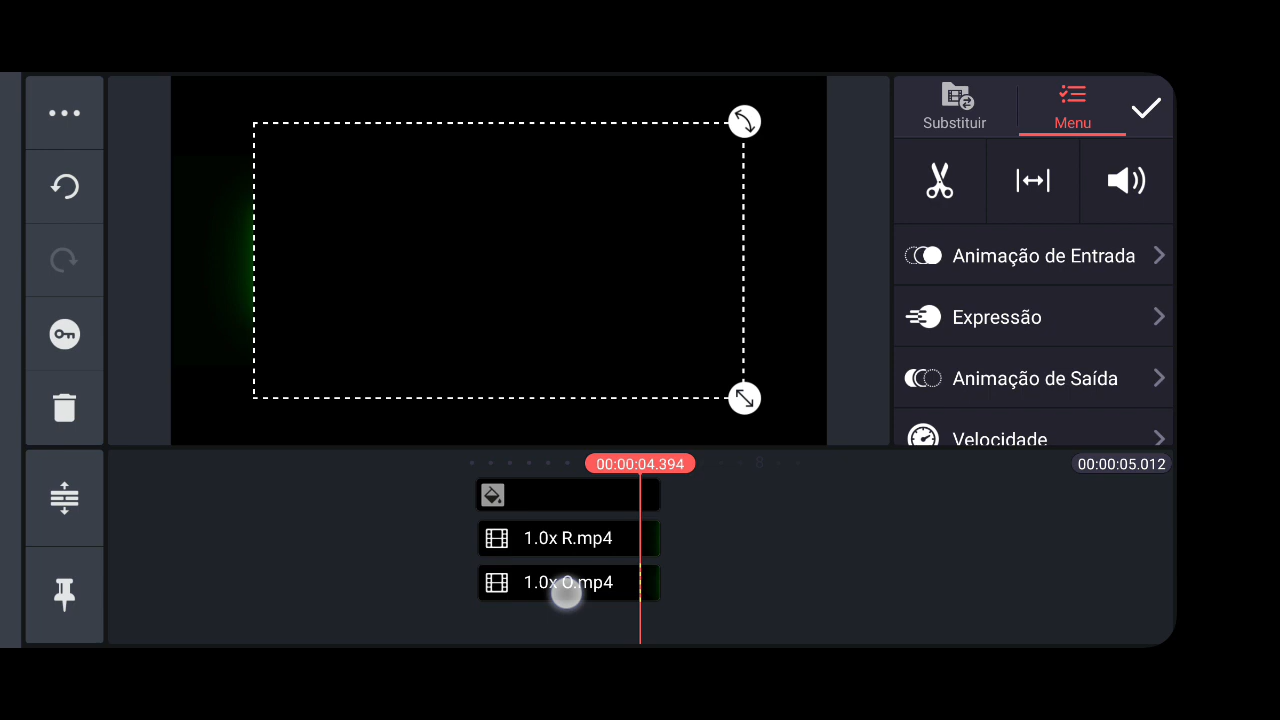 Substituir
Menu
Animação de Entrada
Expressão
Animação de Saída
Velocidade
00:00:04.394
8
00:00:05.012
1.0x R.mp4
1.0x O.mp4